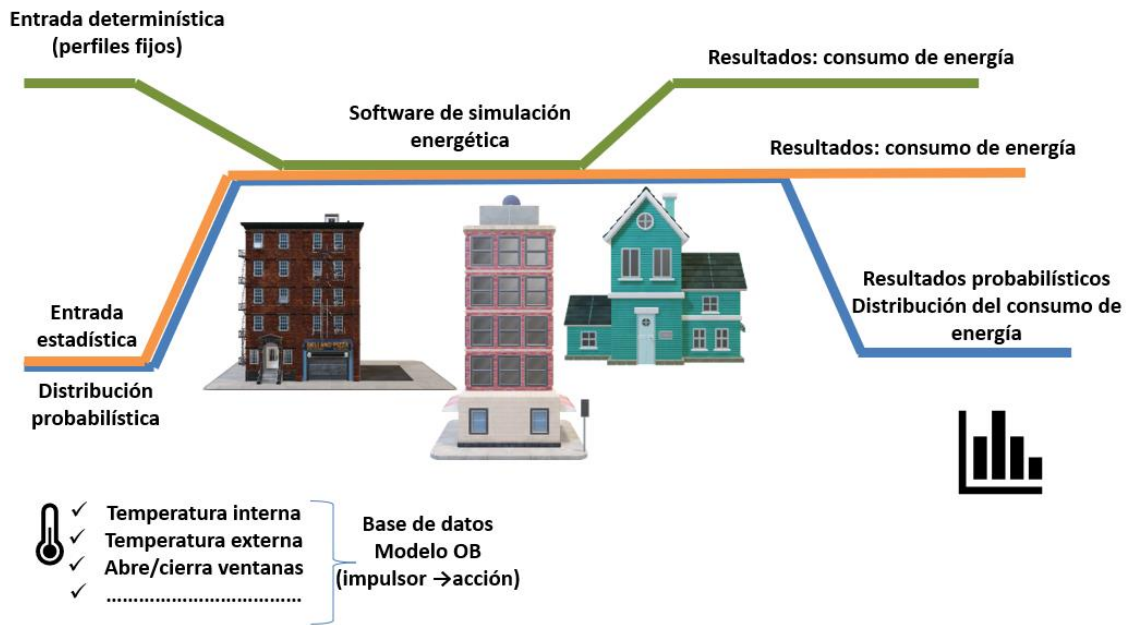 Entrada determinística
(perfiles fijos)
Resultados: consumo de energía
Software de simulación
energética
Resultados: consumo de energía
Entrada
estadística
Distribución
probabilística
Resultados probabilísticos
Distribución del consumo de
energía
✓ Temperatura interna
✓ Temperatura externa
✓ Abre/cierra ventanas
✓ ....................................
Base de datos
Modelo OB
(impulsor →acción)